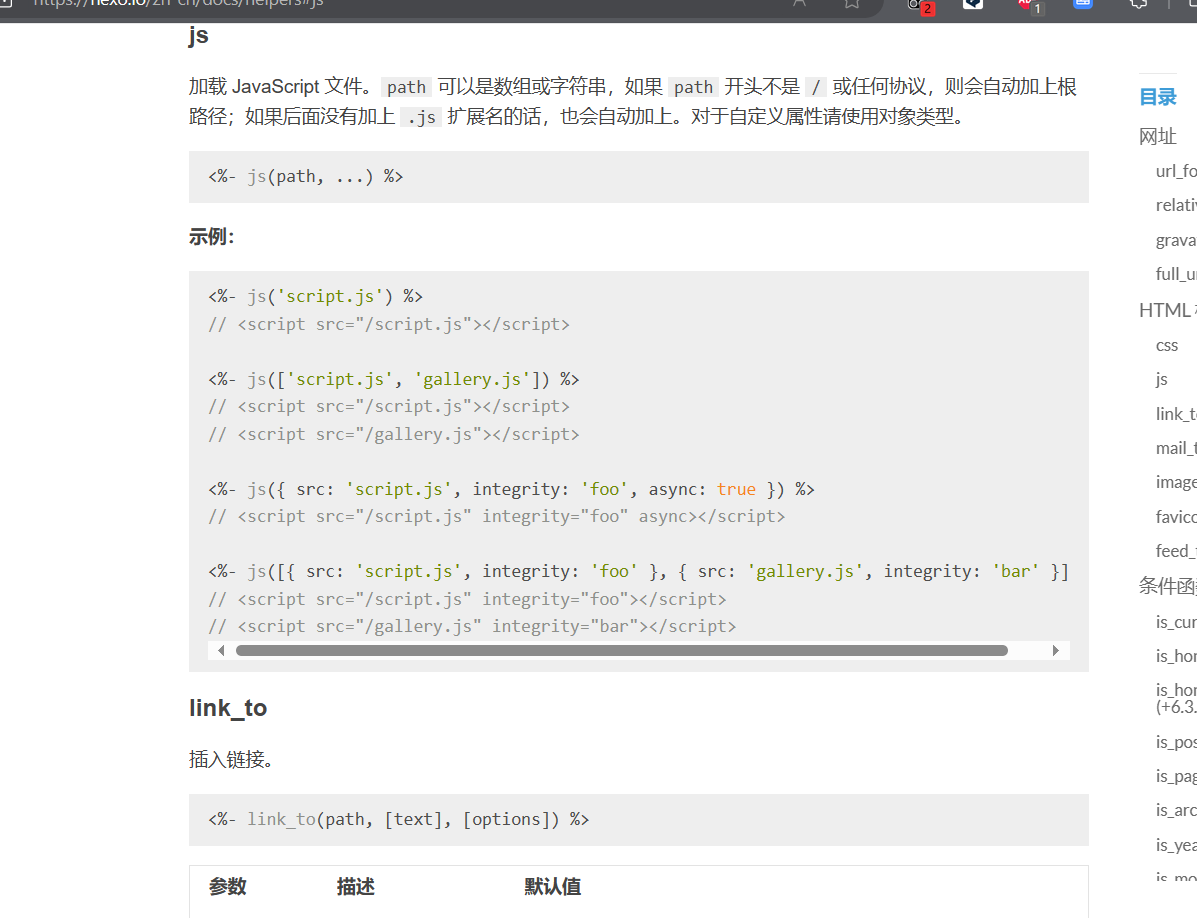 https://hexo.io/zh-cn/docs/helpers#js
2
1
js
加载 JavaScript 文件。 path 可以是数组或字符串，如果 path 开头不是 / 或任何协议，则会自动加上根
路径；如果后面没有加上 .js 扩展名的话，也会自动加上。对于自定义属性请使用对象类型。
<%- js(path, ...) %>
示例：
<%- js('script.js') %>
// <script src="/script.js"></script>
<%- js(['script.js', 'gallery.js']) %>
// <script src="/script.js"></script>
// <script src="/gallery.js"></script>
<%- js({ src: 'script.js', integrity: 'foo', async: true }) %>
// <script src="/script.js" integrity="foo" async></script>
<%- js([{ src: 'script.js', integrity: 'foo' }, { src: 'gallery.js', integrity: 'bar' }]
// <script src="/script.js" integrity="foo"></script>
// <script src="/gallery.js" integrity="bar"></script>
link_to
插入链接。
<%- link_to(path, [text], [options]) %>
参数 描述 默认值
目录
网址
url_fo
relativ
grava
full_u
HTML
css
js
link_t
mail_t
image
favico
feed_
条件函
is_cur
is_hon
is_hon
(+6.3.
is_pos
is_pag
is_arc
is_yea
is_mo